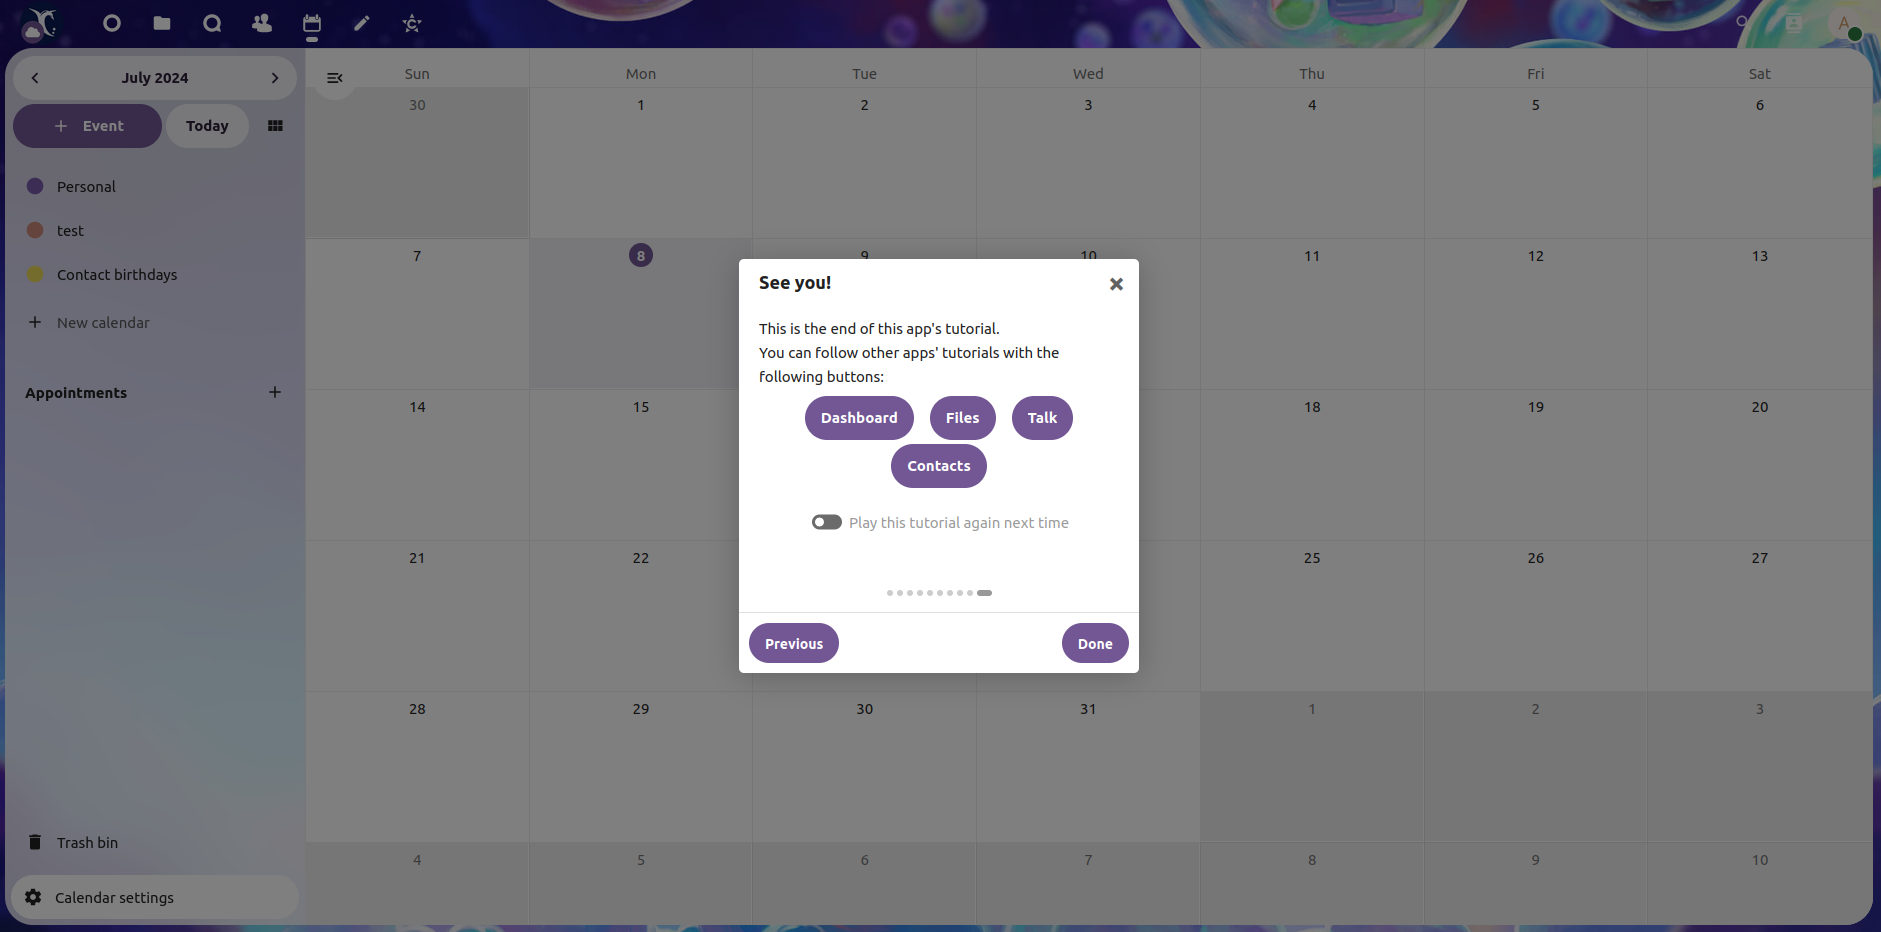 A
July 2024
Sun Mon Tue Wed Thu Fri Sat
+ Event Today
Personal
test
Contact birthdays
+ New calendar
Appointments +
Trash bin
Calendar settings
30 1 2 3 4 5 6
7 8 9 10 11 12 13
14 15 18 19 20
21 22 25 26 27
28 29 30 31 1 2 3
4 5 6 7 8 9 10
See you!
This is the end of this app's tutorial.
You can follow other apps' tutorials with the
following buttons:
Dashboard Files Talk
Contacts
Play this tutorial again next time
Previous Done